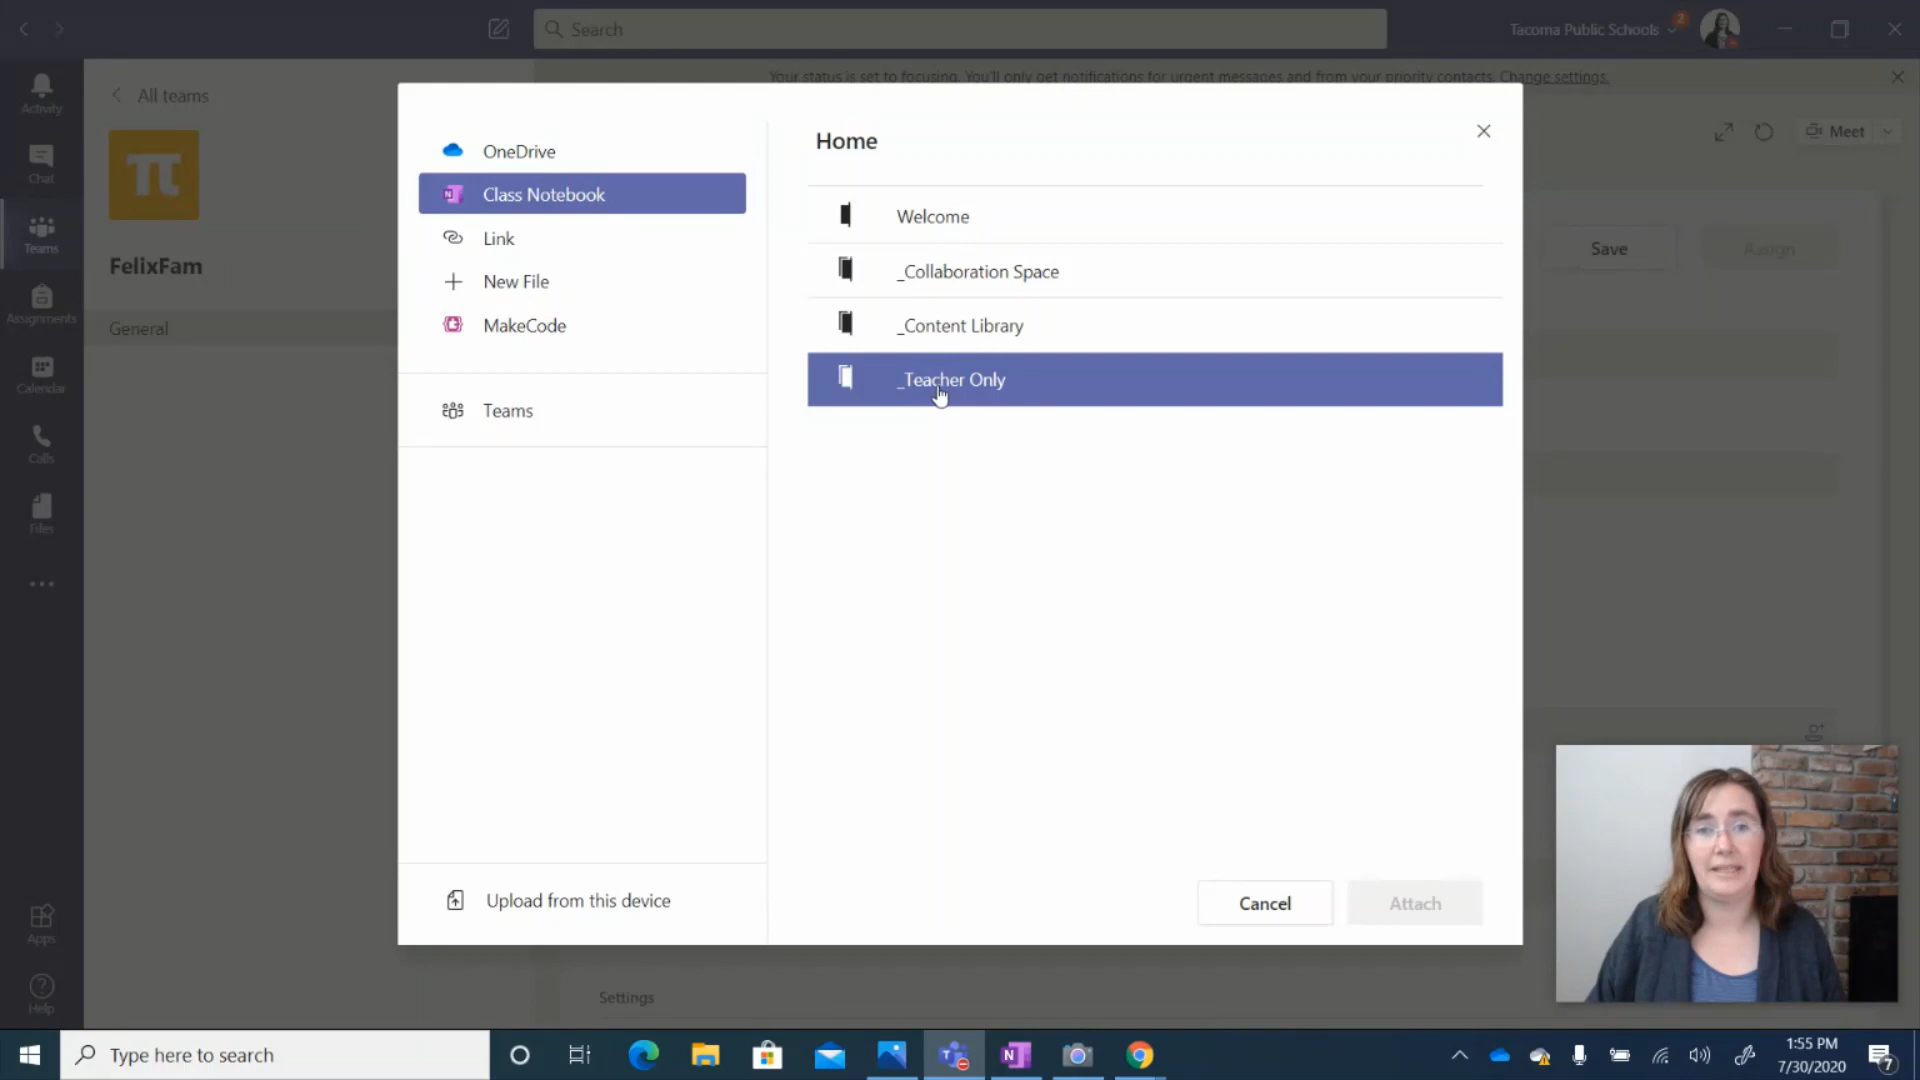 Search
Tacoma Public Schools
2
Your status is set to focusing. You'll only get notifications for urgent messages and from your priority contacts. Change settings.
Activity
Chat
Teams
Assignments
Calendar
Calls
Files
Apps
Help
All teams
π
FelixFam
General
OneDrive
Class Notebook
Link
New File
MakeCode
Teams
Upload from this device
Home
Welcome
_Collaboration Space
_Content Library
_Teacher Only
Cancel
Attach
Meet
Save
Assign
Settings
Type here to search
1:55 PM
7/30/2020
7